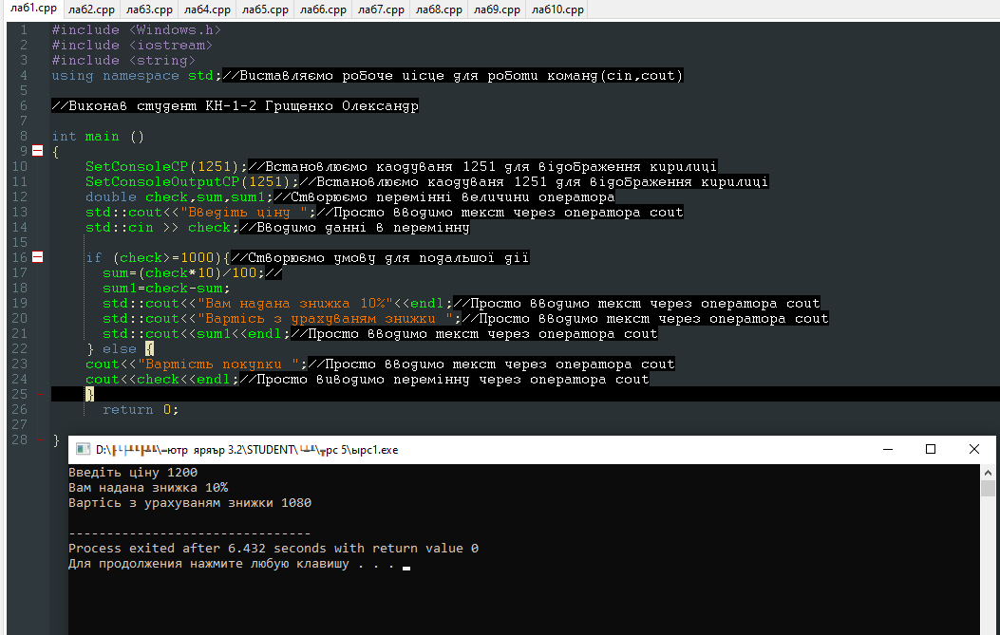 лаб1.cpp лаб2.cpp лаб3.cpp лаб4.cpp лаб5.cpp лаб6.cpp лаб7.cpp лаб8.cpp лаб9.cpp лаб10.cpp
1 #include <Windows.h>
2 #include <iostream>
3 #include <string>
4 using namespace std;//Виставляємо робоче иісце для роботи команд(cin,cout)
5
6 //Виконав студент КН-1-2 Грищенко Олександр
7
8 int main ()
9 {
10 SetConsoleCP(1251);//Встановлюємо каодуваня 1251 для відображення кирилиці
11 SetConsoleOutputCP(1251);//Встановлюємо каодуваня 1251 для відображення кирилиці
12 double check,sum,sum1;//Створюємо перемінні величини оператора
13 std::cout<<"Введіть ціну ";//Просто вводимо текст через оператора cout
14 std::cin >> check;//Вводимо данні в перемінну
15
16 if (check>=1000){//Створюємо умову для подальшої дії
17 sum=(check*10)/100;//
18 sum1=check-sum;
19 std::cout<<"Вам надана знижка 10%"<<endl;//Просто вводимо текст через оператора cout
20 std::cout<<"Вартісь з урахуваням знижки ";//Просто вводимо текст через оператора cout
21 std::cout<<sum1<<endl;//Просто вводимо текст через оператора cout
22 } else {
23 cout<<"Вартість покупки ";//Просто вводимо текст через оператора cout
24 cout<<check<<endl;//Просто виводимо перемінну через оператора cout
25 }
26 return 0;
27
28 }
3.2\STUDENT\
Введіть ціну 1200
Вам надана знижка 10%
Вартісь з урахуваням знижки 1080
--------------------------------
Process exited after 6.432 seconds with return value 0
Для продолжения нажмите любую клавишу . . .